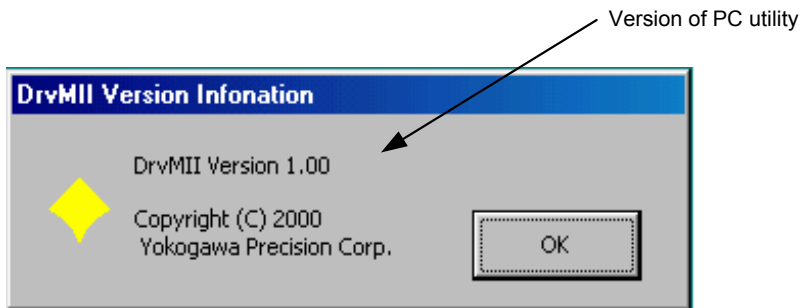 Version of PC utility
DrvMII Version Infonation
DrvMII Version 1.00
Copyright (C) 2000
Yokogawa Precision Corp.
OK